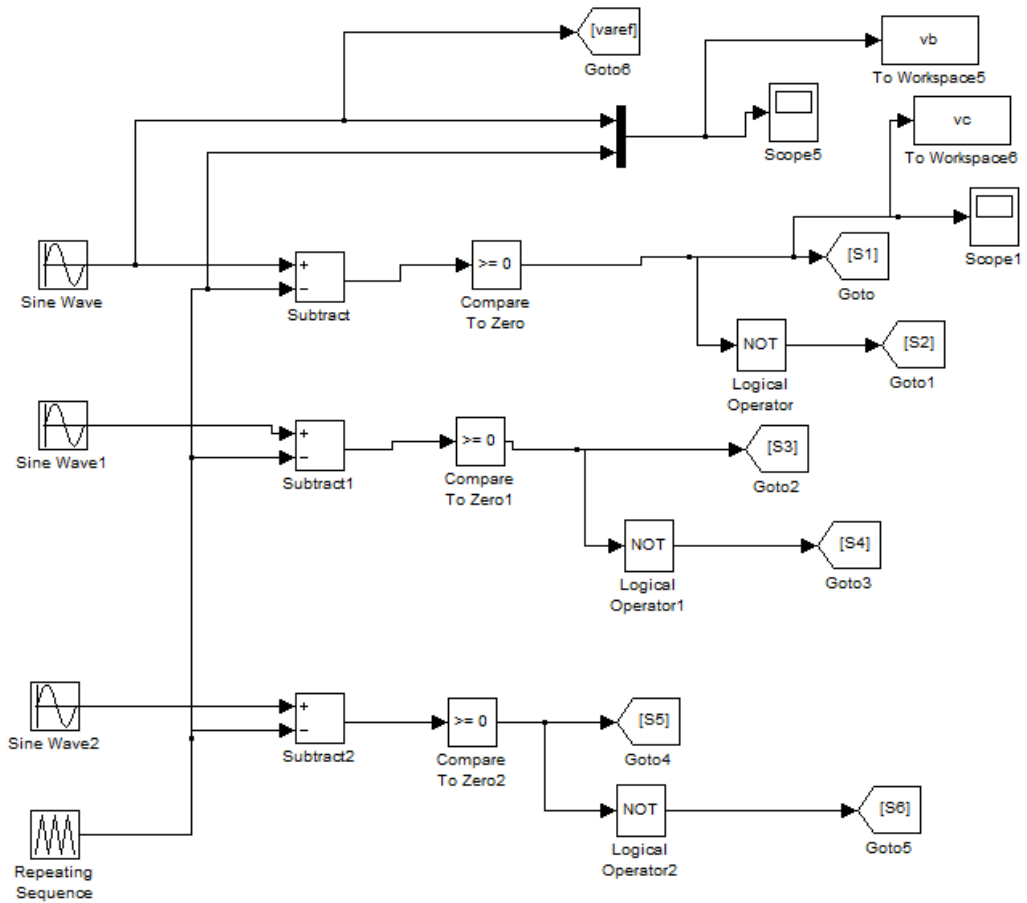 [varef]
Goto6
vb
To Workspace5
Scope5
vc
To Workspace6
Sine Wave
+
−
Subtract
>= 0
Compare
To Zero
[S1]
Goto
Scope1
NOT
Logical
Operator
[S2]
Goto1
Sine Wave1
+
−
Subtract1
>= 0
Compare
To Zero1
[S3]
Goto2
NOT
Logical
Operator1
[S4]
Goto3
Sine Wave2
+
−
Subtract2
>= 0
Compare
To Zero2
[S5]
Goto4
NOT
Logical
Operator2
[S6]
Goto5
Repeating
Sequence